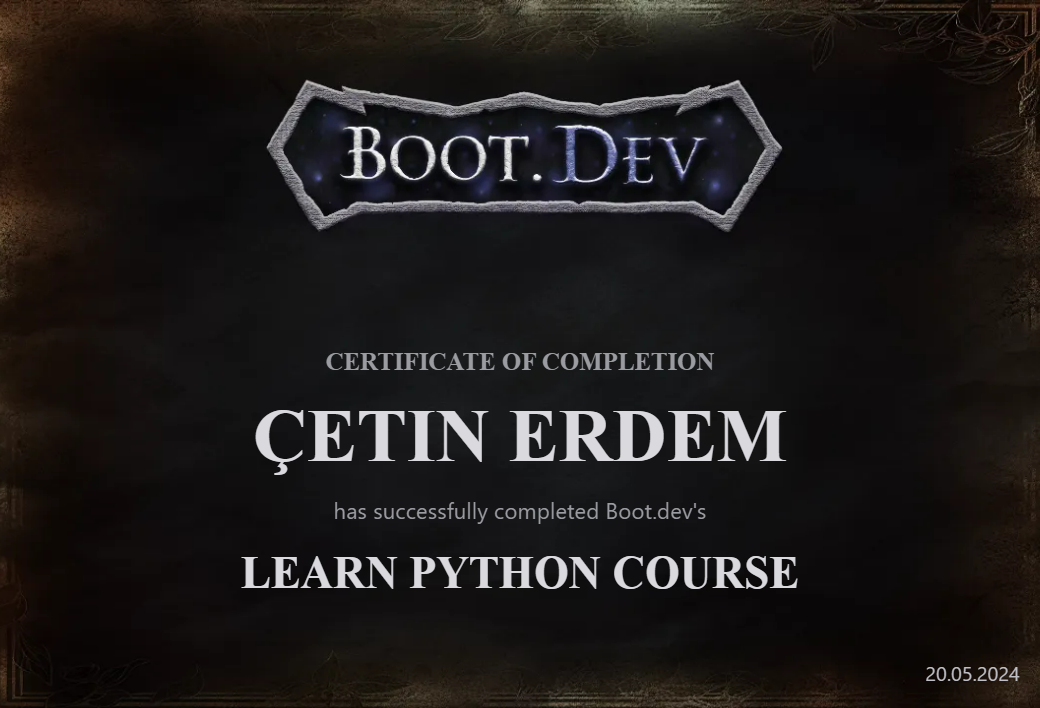 BOOT.DEV
CERTIFICATE OF COMPLETION
ÇETIN ERDEM
has successfully completed Boot.dev's
LEARN PYTHON COURSE
20.05.2024